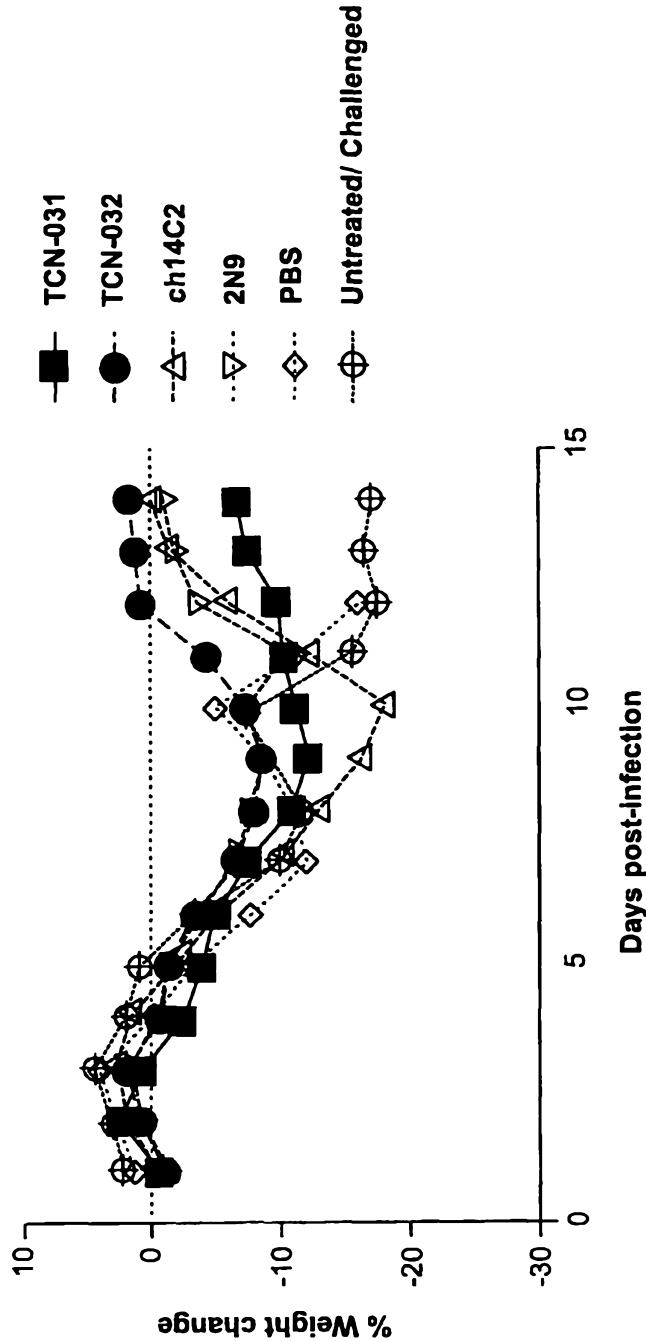 TCN-031
TCN-032
ch14C2
2N9
PBS
Untreated/ Challenged
10
0
-10
-20
-30
% Weight change
0
5
10
15
Days post-infection